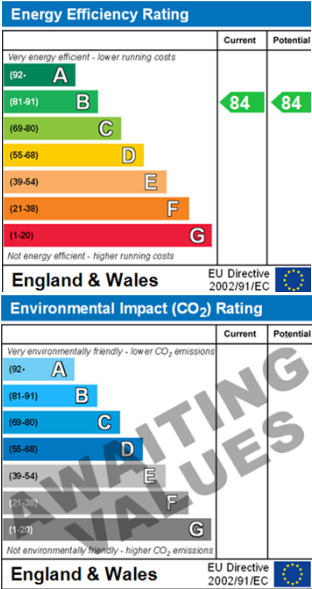 Energy Efficiency Rating
Current Potential
Very energy efficient - lower running costs
(92- A
(81-91) B 84 84
(69-80) C
(55-68) D
(39-54) E
(21-38) F
(1-20) G
Not energy efficient - higher running costs
England & Wales
EU Directive
2002/91/EC
Environmental Impact (CO2) Rating
Current Potential
Very environmentally friendly - lower CO2 emissions
(92- A
(81-91) B
(69-80) C
(55-68) D
(39-54) E
(21-38) F
(1-20) G
AWAITING
VALUES
Not environmentally friendly - higher CO2 emissions
England & Wales
EU Directive
2002/91/EC